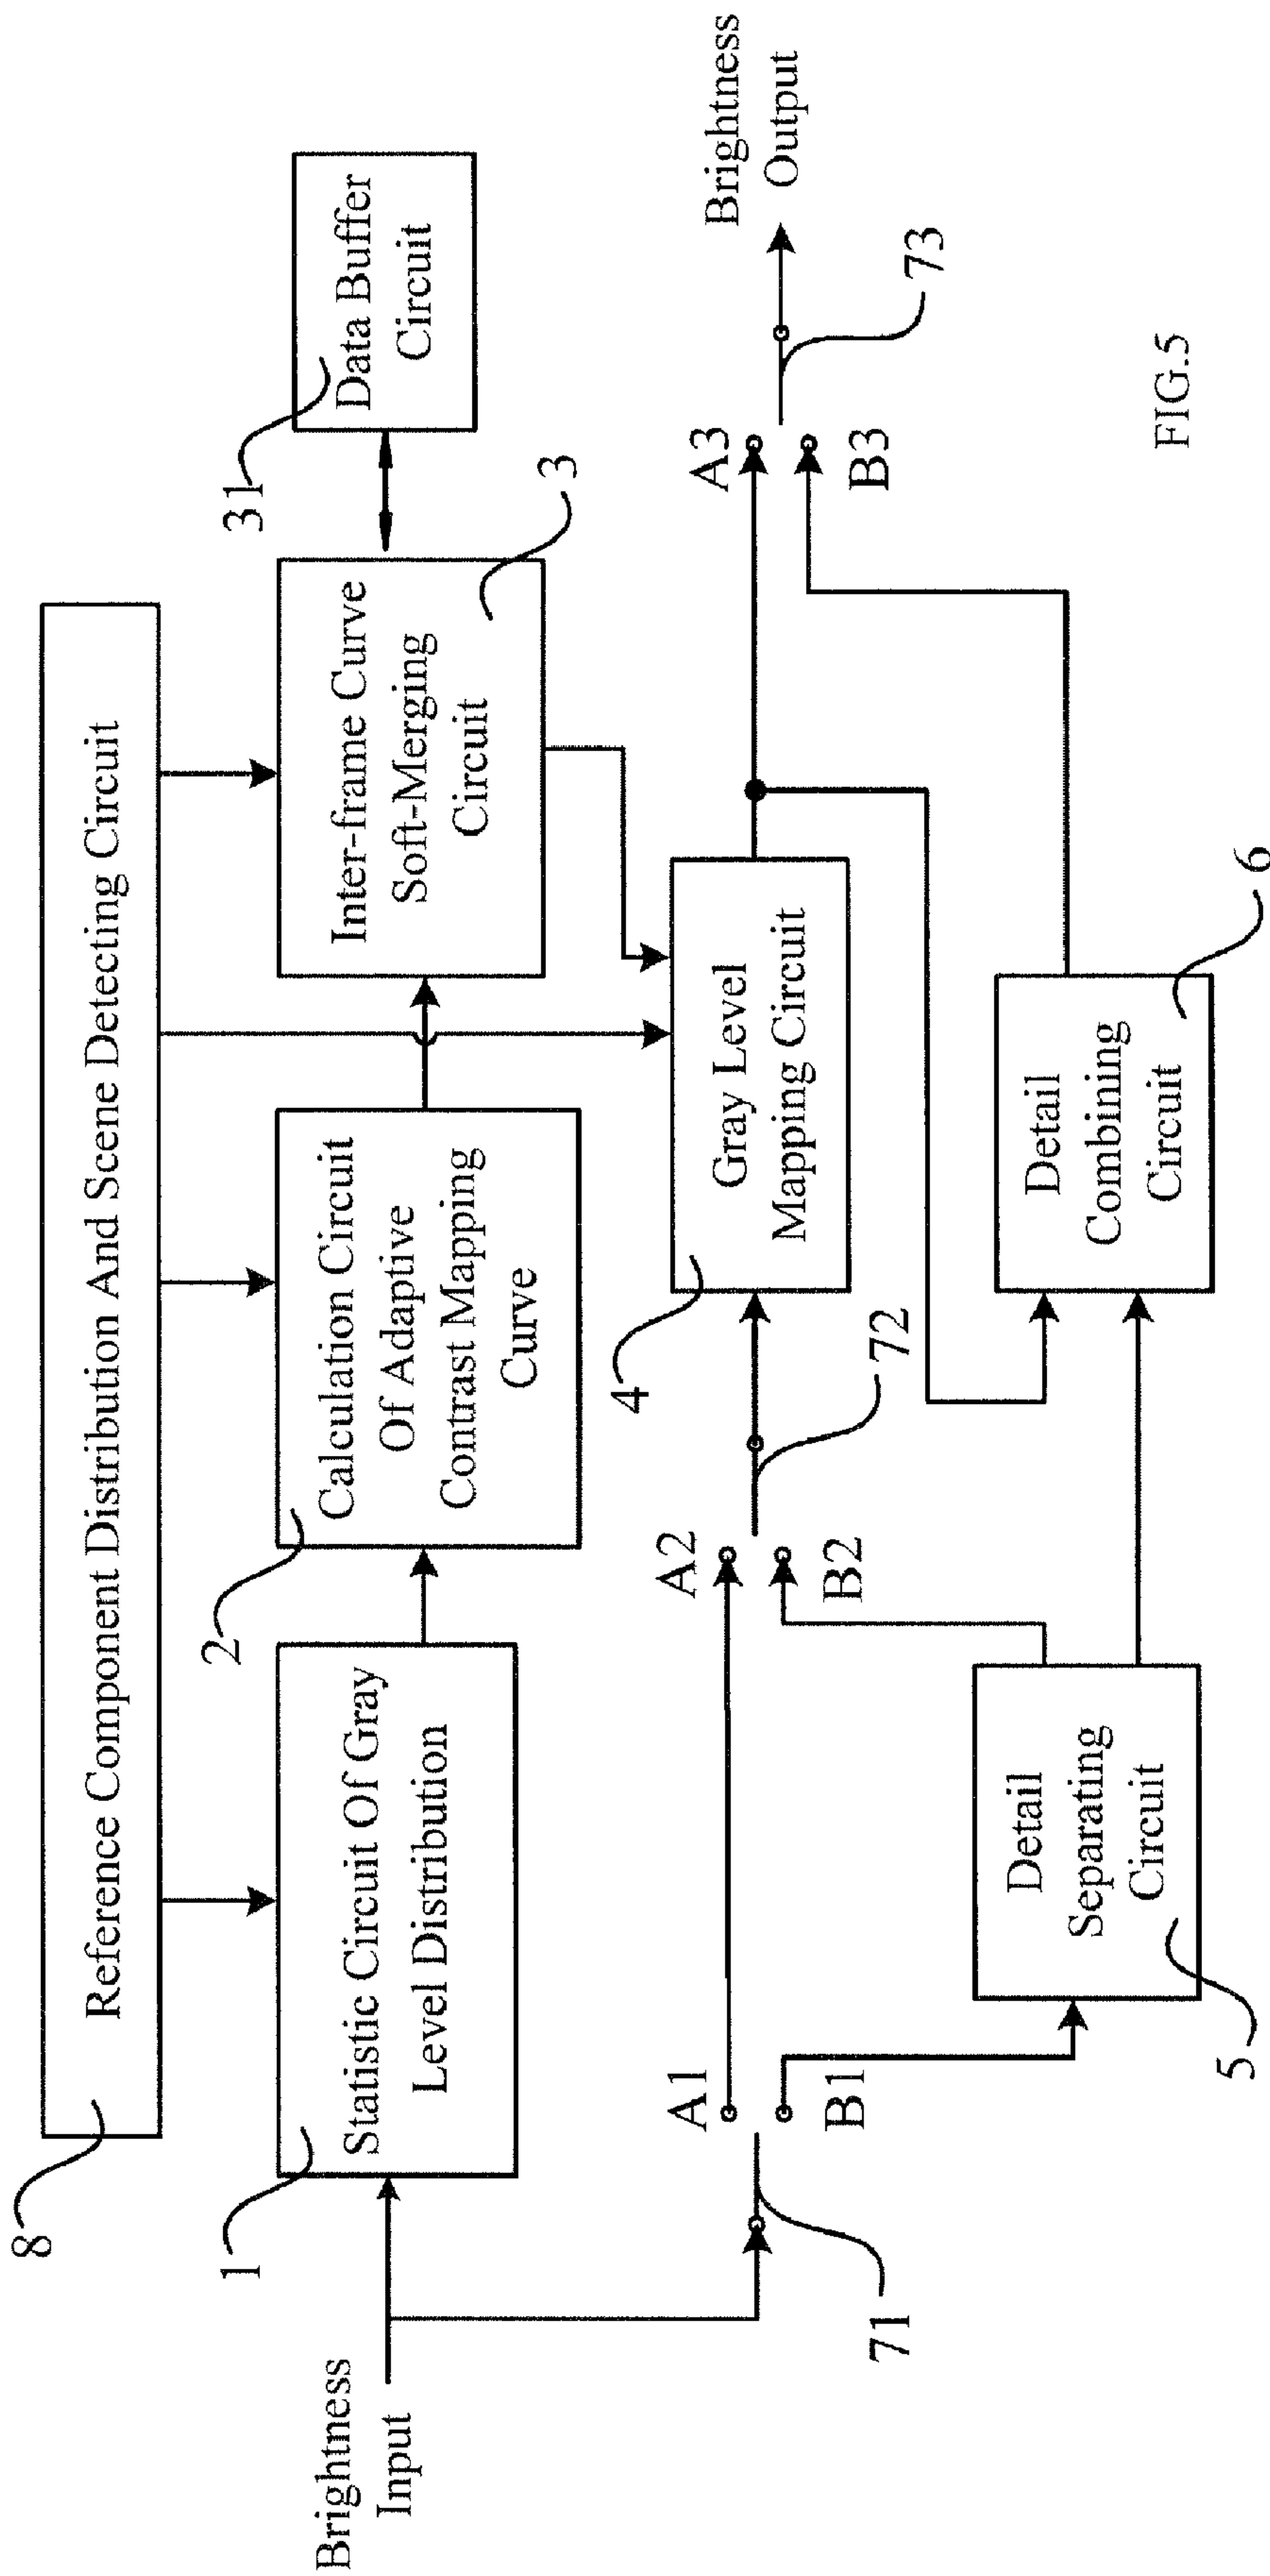 8
Reference Component Distribution And Scene Detecting Circuit
1
Statistic Circuit Of Gray
Level Distribution
2
Calculation Circuit
Of Adaptive
Contrast Mapping
Curve
Inter-frame Curve
Soft-Merging
Circuit
3
31
Data Buffer
Circuit
Brightness
Input
71
A1
B1
A2
B2
72
4
Gray Level
Mapping Circuit
A3
B3
73
Brightness
Output
5
Detail
Separating
Circuit
Detail
Combining
Circuit
6
FIG.5